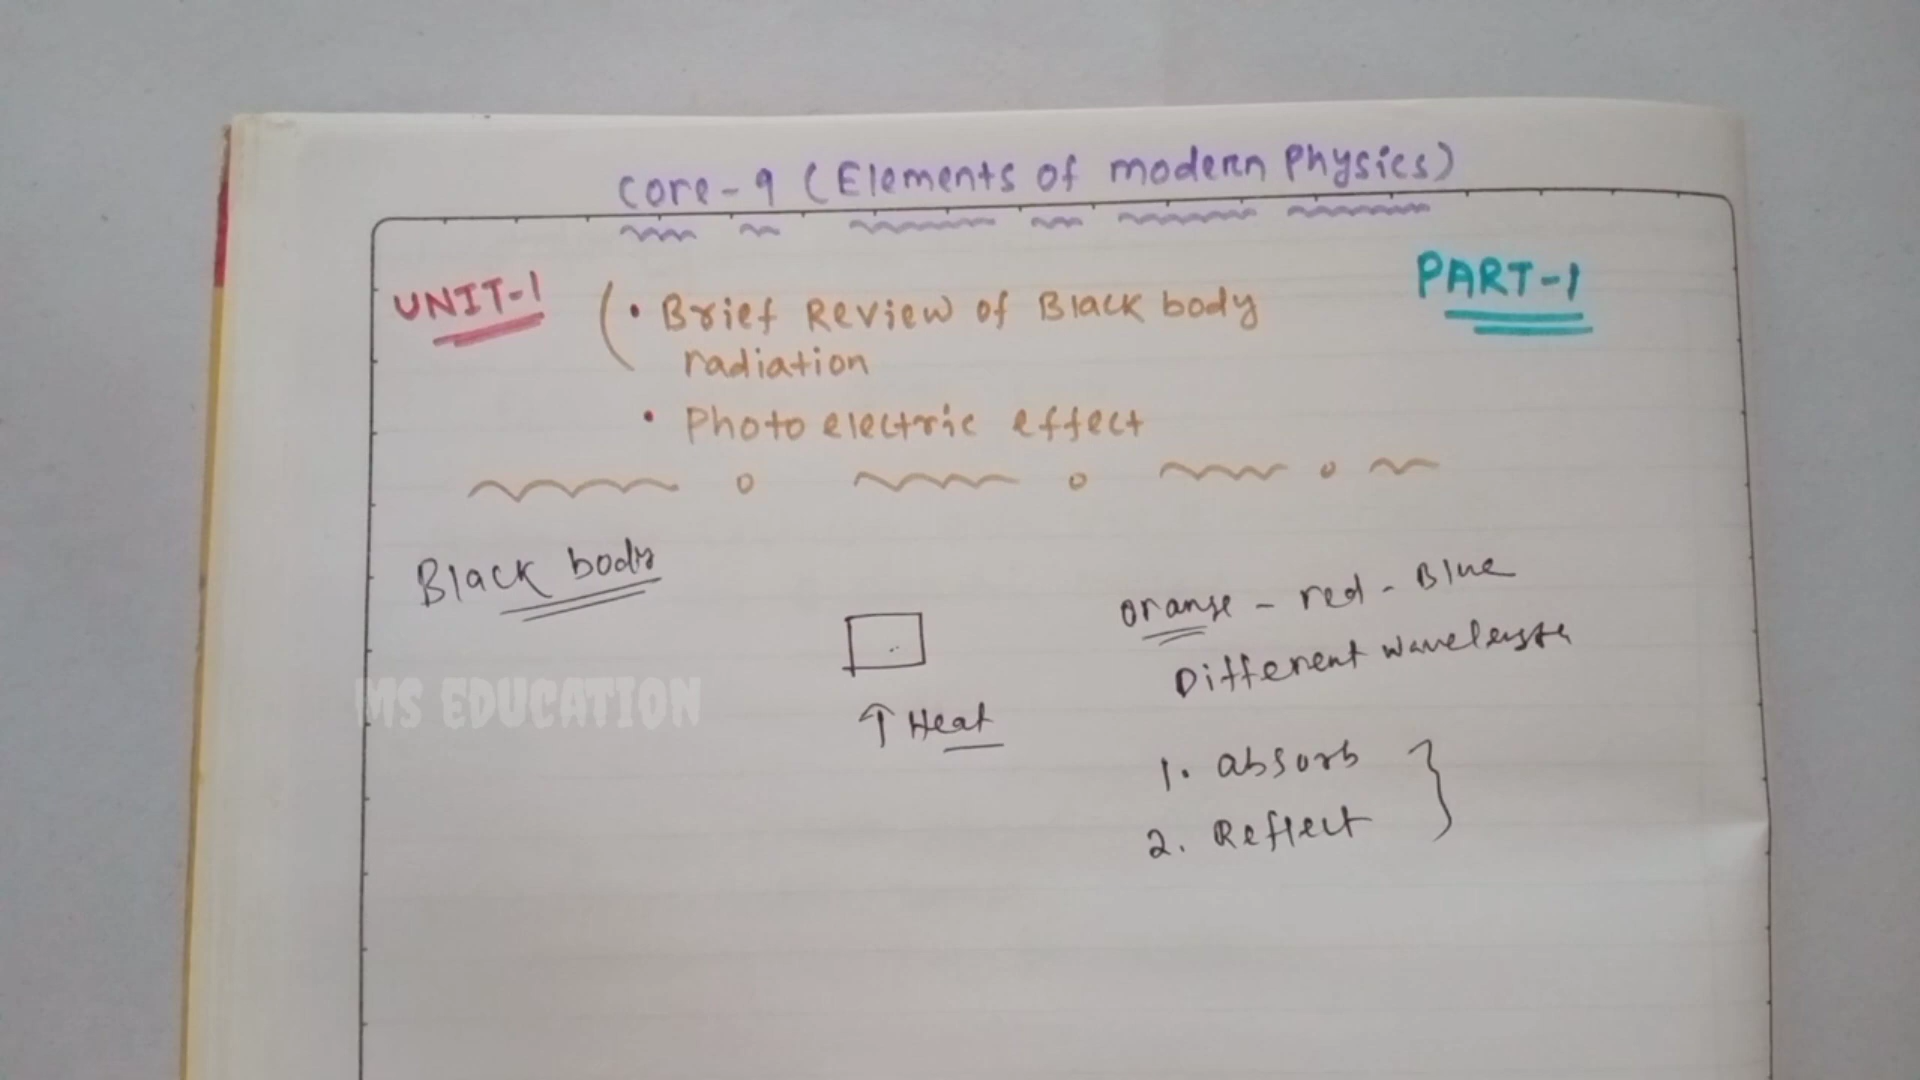 core-9 (Elements of modern Physics)
UNIT-1
PART-1
• Brief Review of Black body
radiation
• Photo electric effect
Black body
orange - red - Blue
Different wavelength
↑ Heat
1. absorb
2. Reflect
MS EDUCATION